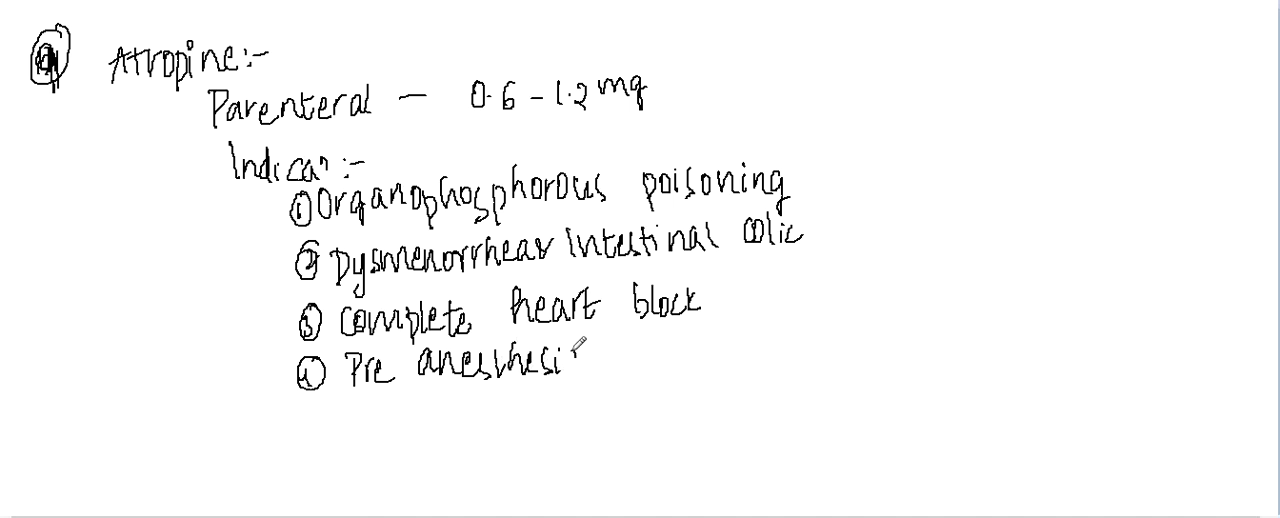 Atropine:-
Parenteral — 0.6 - 1.2 mg
Indican :-
① Organophosphorous poisoning
② Dysmenorrhear Intestinal colic
③ complete heart block
④ Pre anesthesi